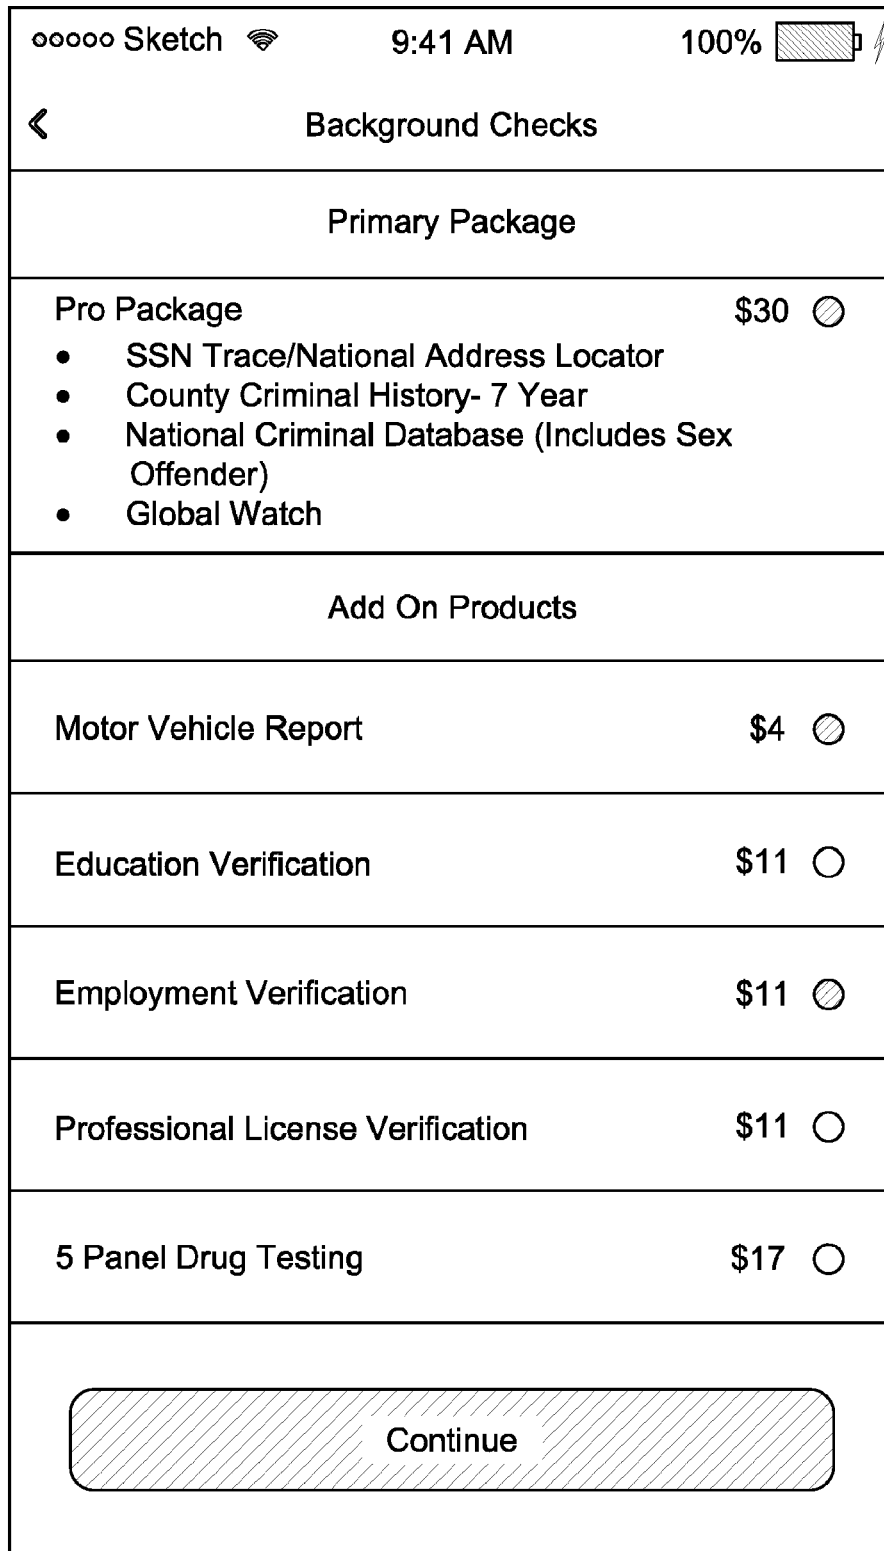 ooooo Sketch 9:41 AM 100%
Background Checks
Primary Package
Pro Package $30
• SSN Trace/National Address Locator
• County Criminal History- 7 Year
• National Criminal Database (Includes Sex
Offender)
• Global Watch
Add On Products
Motor Vehicle Report $4
Education Verification $11
Employment Verification $11
Professional License Verification $11
5 Panel Drug Testing $17
Continue